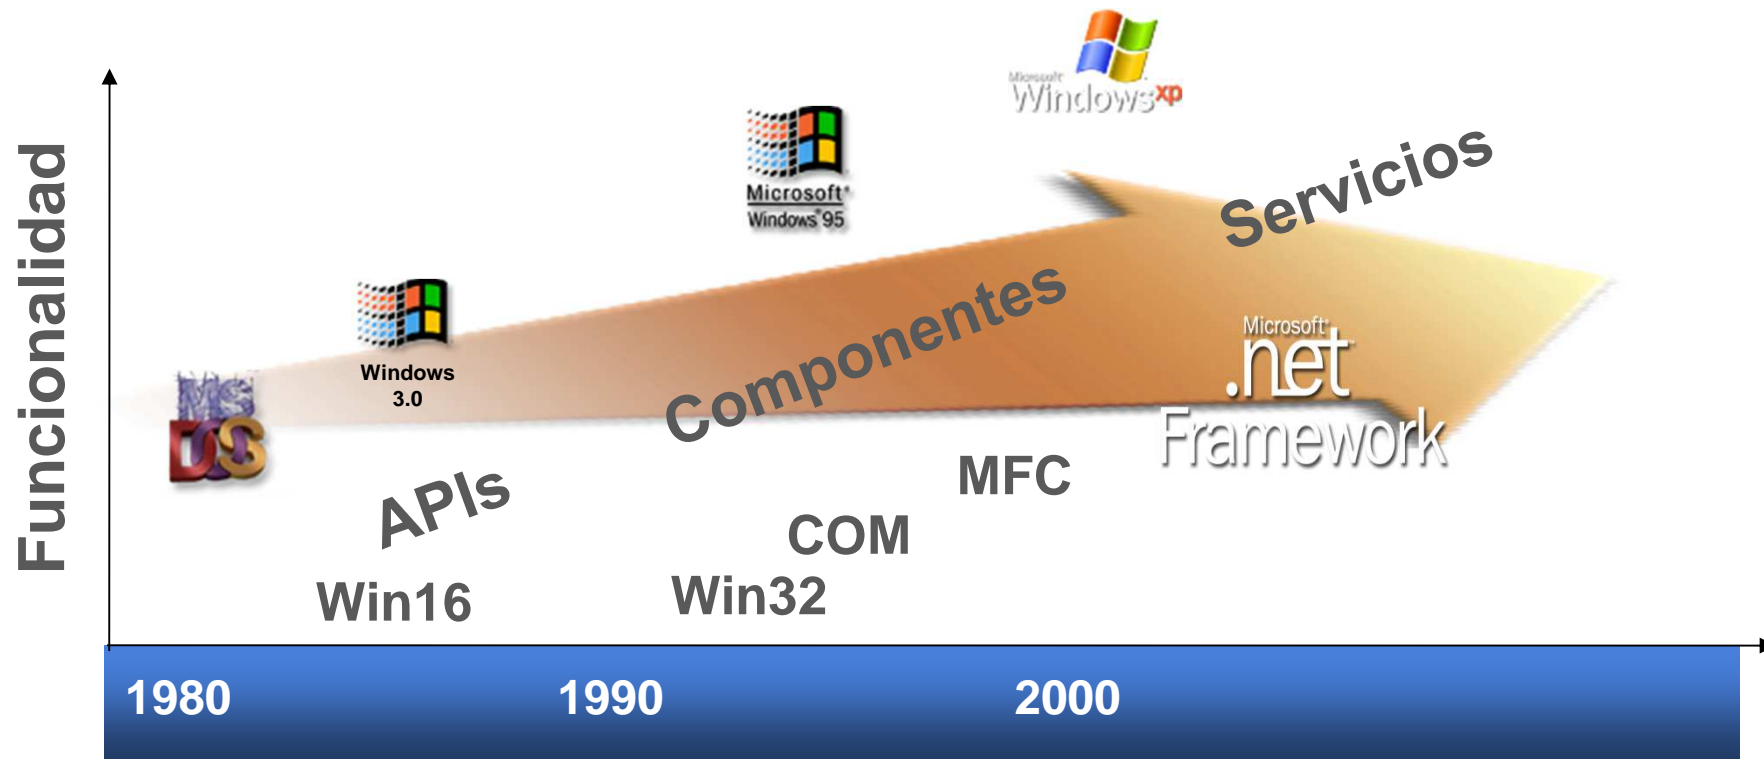 Microsoft
Windows xp
Microsoft®
Windows® 95
Servicios
Funcionalidad
Componentes
Windows
3.0
MS
DOS
Microsoft®
.net
Framework
APIs
MFC
COM
Win16
Win32
1980
1990
2000